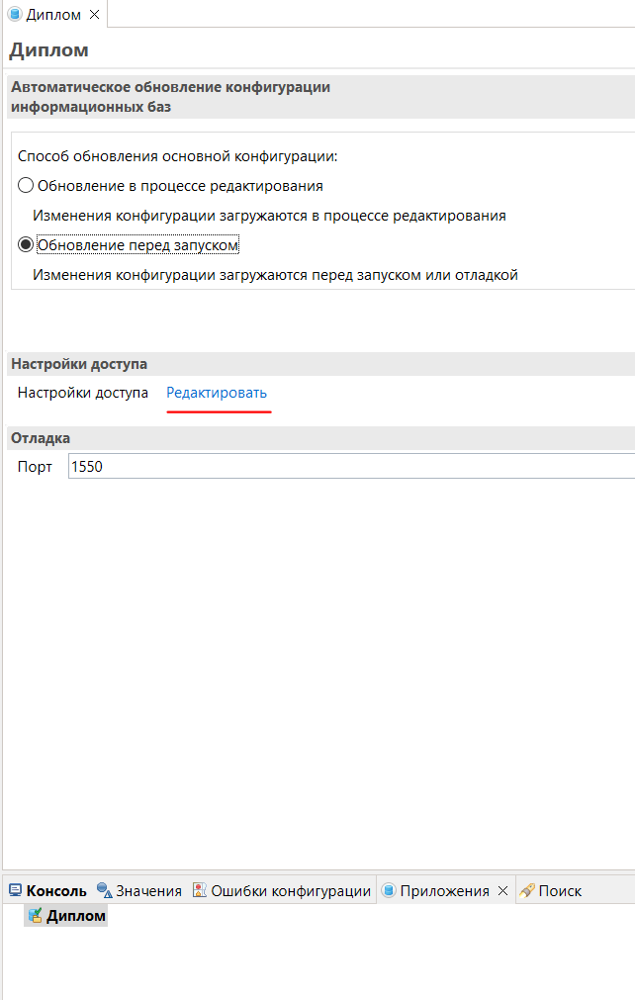 Диплом
Диплом
Автоматическое обновление конфигурации
информационных баз
Способ обновления основной конфигурации:
Обновление в процессе редактирования
Изменения конфигурации загружаются в процессе редактирования
Обновление перед запуском
Изменения конфигурации загружаются перед запуском или отладкой
Настройки доступа
Настройки доступа Редактировать
Отладка
Порт 1550
Консоль Значения Ошибки конфигурации Приложения Поиск
Диплом